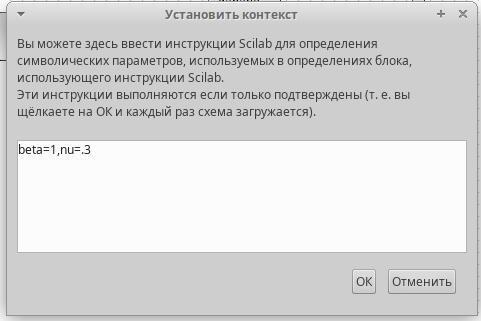 Установить контекст
Вы можете здесь ввести инструкции Scilab для определения
символических параметров, используемых в определениях блока,
использующего инструкции Scilab.
Эти инструкции выполняются если только подтверждены (т. е. вы
щёлкаете на ОК и каждый раз схема загружается).
beta=1,nu=.3
ОК Отменить